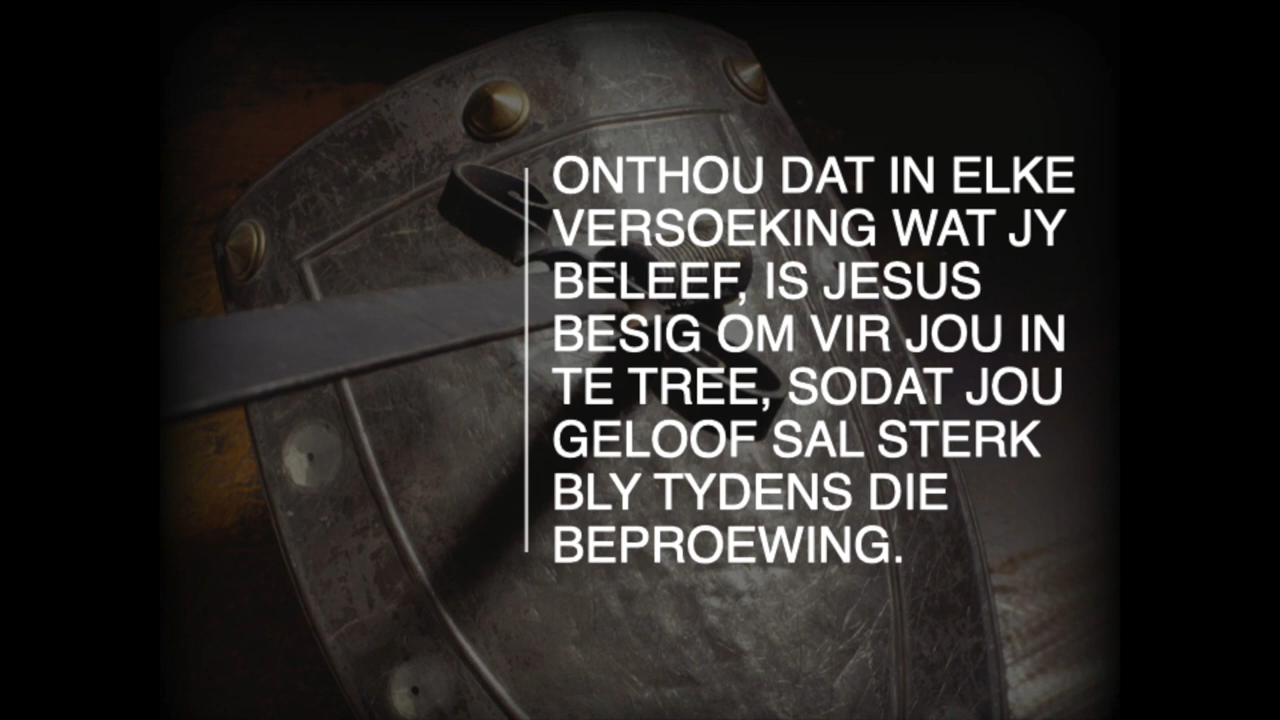 ONTHOU DAT IN ELKE
VERSOEKING WAT JY
BELEEF, IS JESUS
BESIG OM VIR JOU IN
TE TREE, SODAT JOU
GELOOF SAL STERK
BLY TYDENS DIE
BEPROEWING.